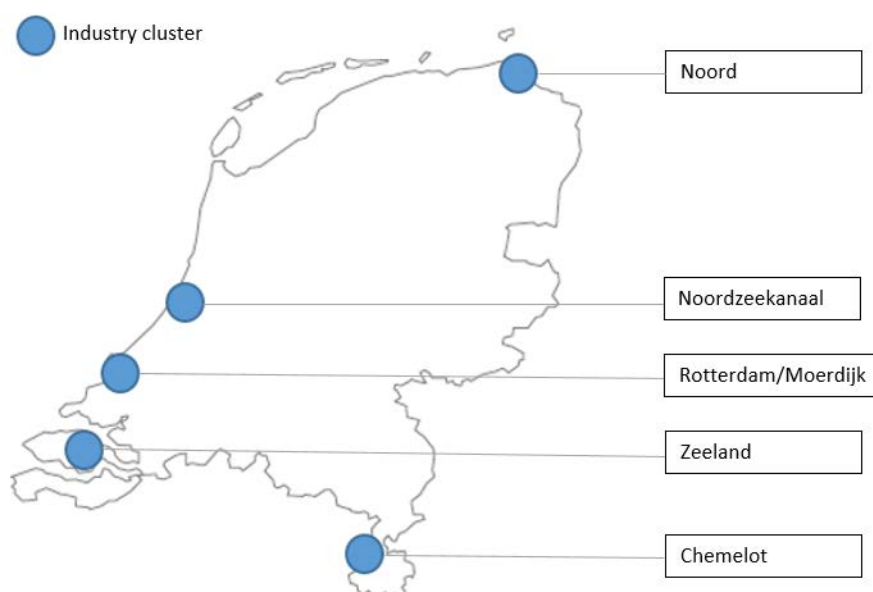 Industry cluster
Noord
Noordzeekanaal
Rotterdam/Moerdijk
Zeeland
Chemelot